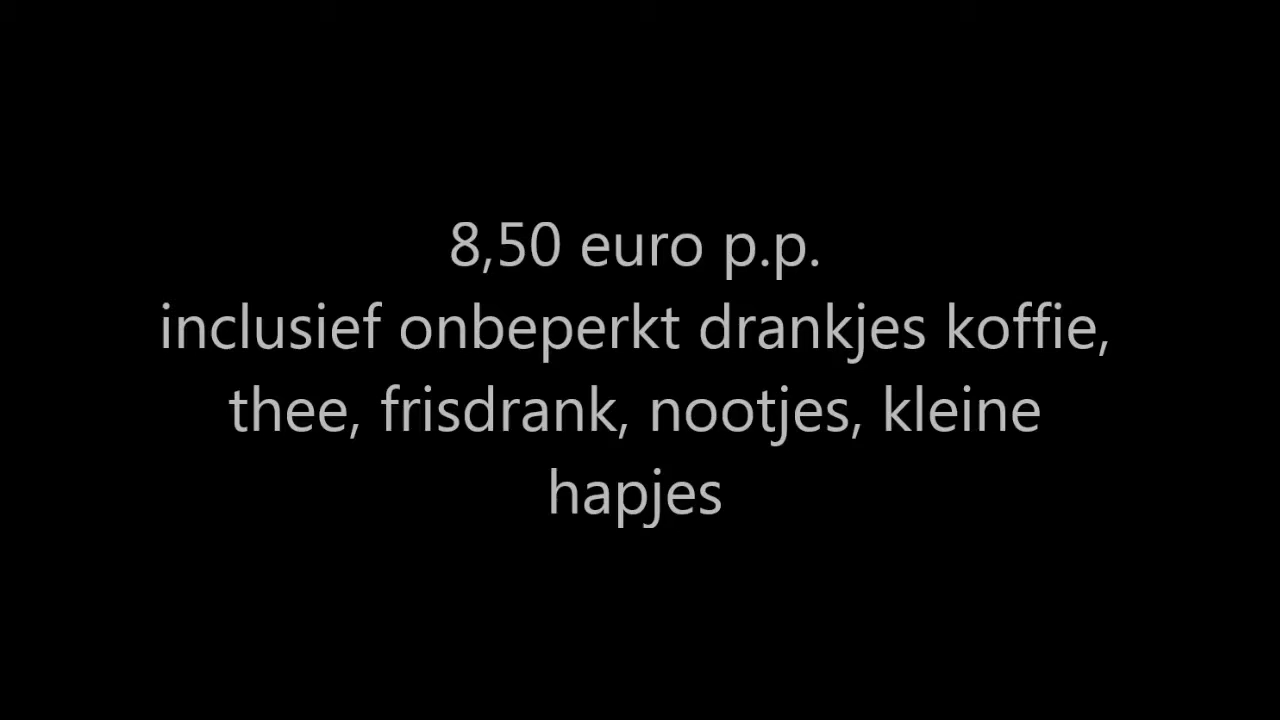 8,50 euro p.p.
inclusief onbeperkt drankjes koffie,
thee, frisdrank, nootjes, kleine
hapjes